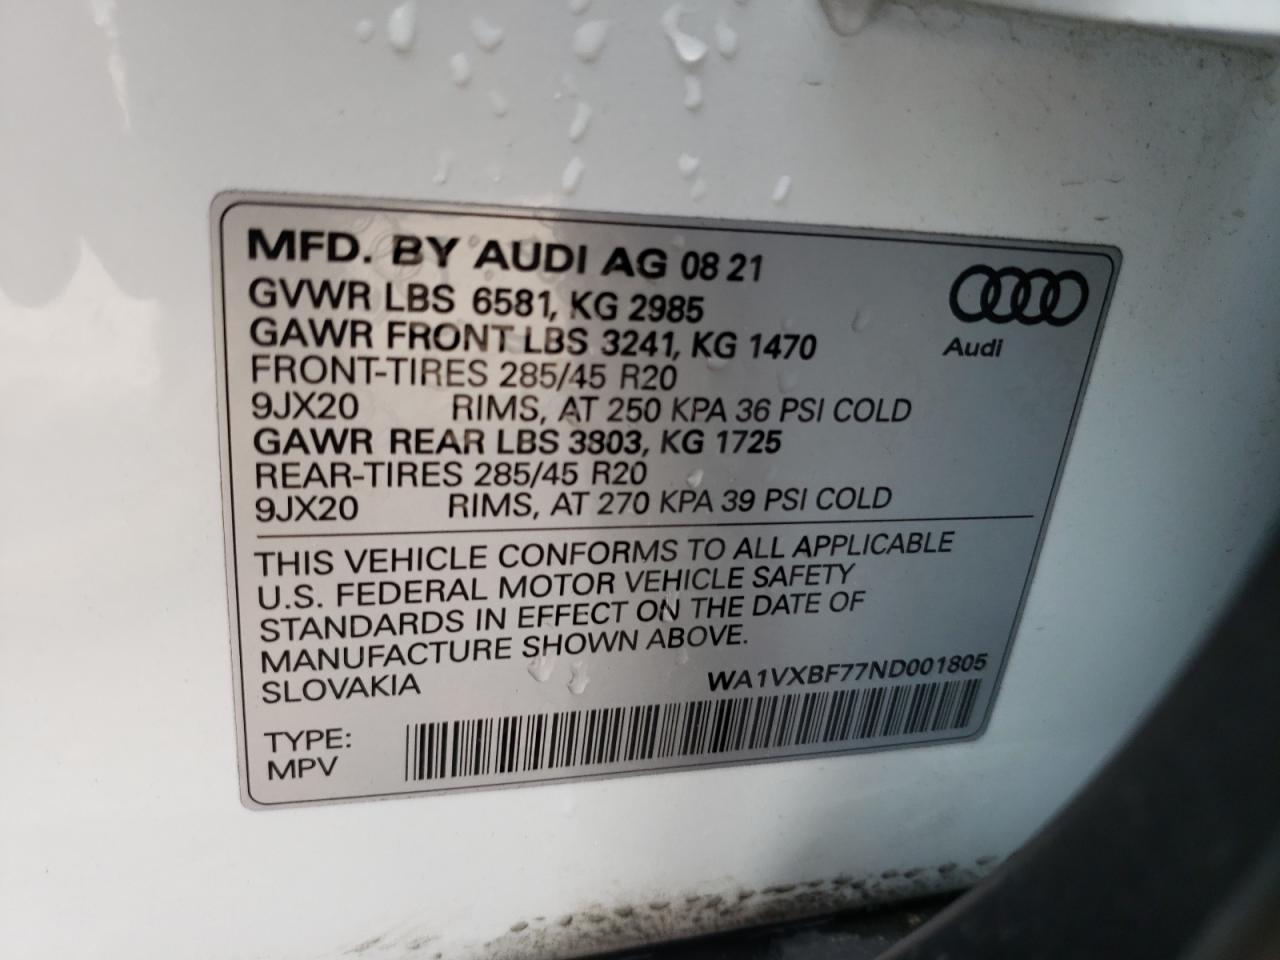 MFD. BY AUDI AG 08 21
GVWR LBS 6581, KG 2985
GAWR FRONT LBS 3241, KG 1470
FRONT-TIRES 285/45 R20
9JX20 RIMS, AT 250 KPA 36 PSI COLD
GAWR REAR LBS 3803, KG 1725
REAR-TIRES 285/45 R20
9JX20 RIMS, AT 270 KPA 39 PSI COLD
Audi
THIS VEHICLE CONFORMS TO ALL APPLICABLE
U.S. FEDERAL MOTOR VEHICLE SAFETY
STANDARDS IN EFFECT ON THE DATE OF
MANUFACTURE SHOWN ABOVE.
SLOVAKIA WA1VXBF77ND001805
TYPE:
MPV